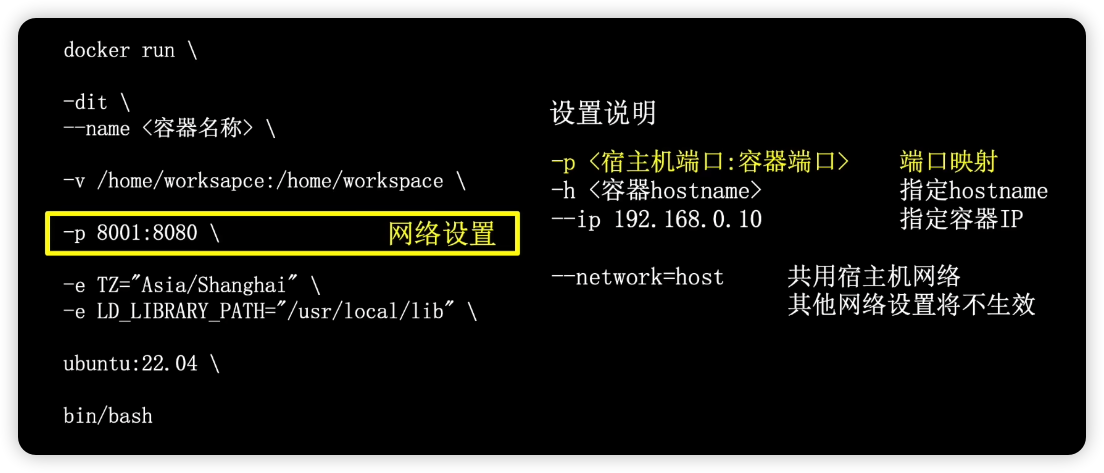 docker run \
-dit \
--name <容器名称> \
-v /home/worksapce:/home/workspace \
-p 8001:8080 \ 网络设置
-e TZ="Asia/Shanghai" \
-e LD_LIBRARY_PATH="/usr/local/lib" \
ubuntu:22.04 \
bin/bash
设置说明
-p <宿主机端口:容器端口> 端口映射
-h <容器hostname> 指定hostname
--ip 192.168.0.10 指定容器IP
--network=host 共用宿主机网络
其他网络设置将不生效